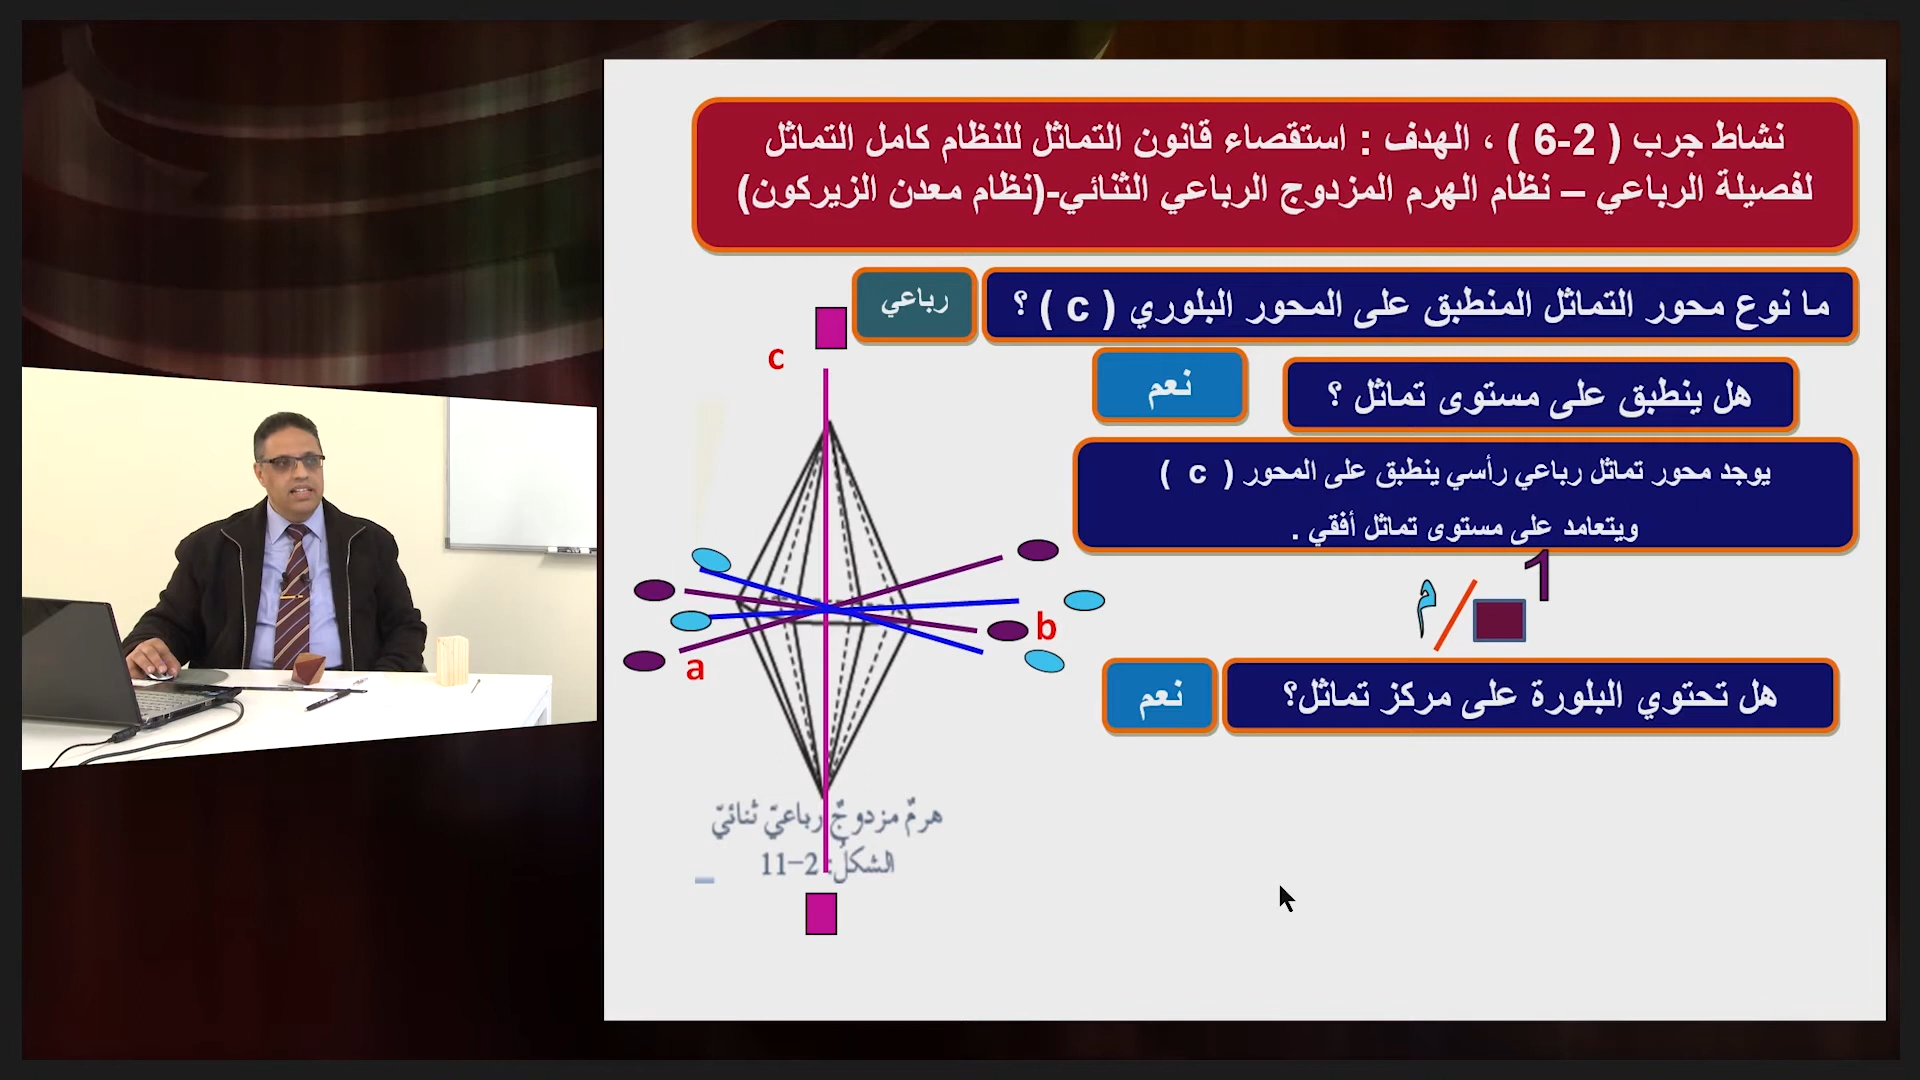 نشاط جرب ( 2-6 ) ، الهدف : استقصاء قانون التماثل للنظام كامل التماثل
لفصيلة الرباعي – نظام الهرم المزدوج الرباعي الثنائي-(نظام معدن الزيركون)
ما نوع محور التماثل المنطبق على المحور البلوري ( c ) ؟
رباعي
هل ينطبق على مستوى تماثل ؟
نعم
يوجد محور تماثل رباعي رأسي ينطبق على المحور ( c )
ويتعامد على مستوى تماثل أفقي .
1
/ م
هل تحتوي البلورة على مركز تماثل؟
نعم
c
b
a
هرمٌ مزدوجٌ رباعيّ ثنائيّ
الشكلُ: 2–11